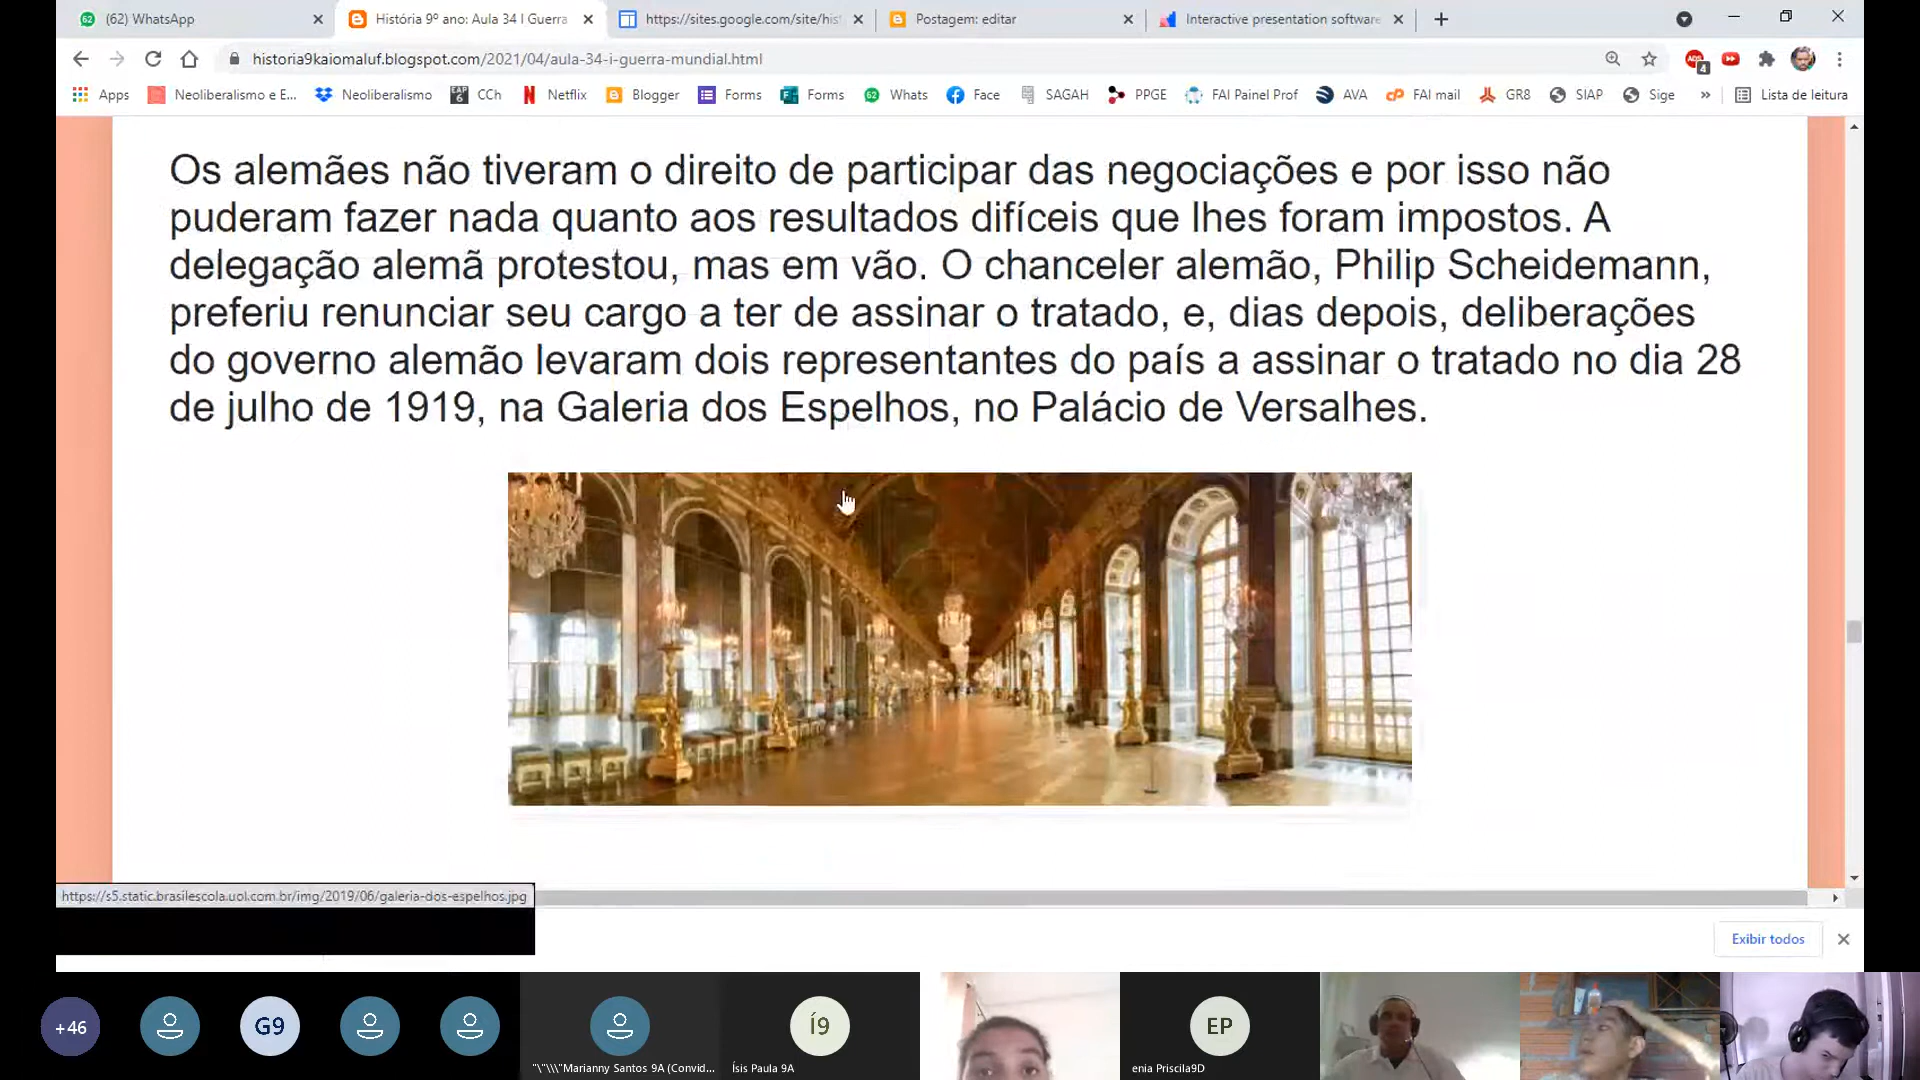 (62) WhatsApp
História 9º ano: Aula 34 I Guerra
https://sites.google.com/site/his
Postagem: editar
Interactive presentation software
historia9kaiomaluf.blogspot.com/2021/04/aula-34-i-guerra-mundial.html
4
Apps
Neoliberalismo e E...
Neoliberalismo
CCh
Netflix
Blogger
Forms
Forms
Whats
Face
SAGAH
PPGE
FAI Painel Prof
AVA
FAI mail
GR8
SIAP
Sige
»
Lista de leitura
Os alemães não tiveram o direito de participar das negociações e por isso não
puderam fazer nada quanto aos resultados difíceis que lhes foram impostos. A
delegação alemã protestou, mas em vão. O chanceler alemão, Philip Scheidemann,
preferiu renunciar seu cargo a ter de assinar o tratado, e, dias depois, deliberações
do governo alemão levaram dois representantes do país a assinar o tratado no dia 28
de julho de 1919, na Galeria dos Espelhos, no Palácio de Versalhes.
https://s5.static.brasilescola.uol.com.br/img/2019/06/galeria-dos-espelhos.jpg
Exibir todos
+46
G9
Í9
EP
"\"\\\"Marianny Santos 9A (Convid...
Ísis Paula 9A
enia Priscila9D